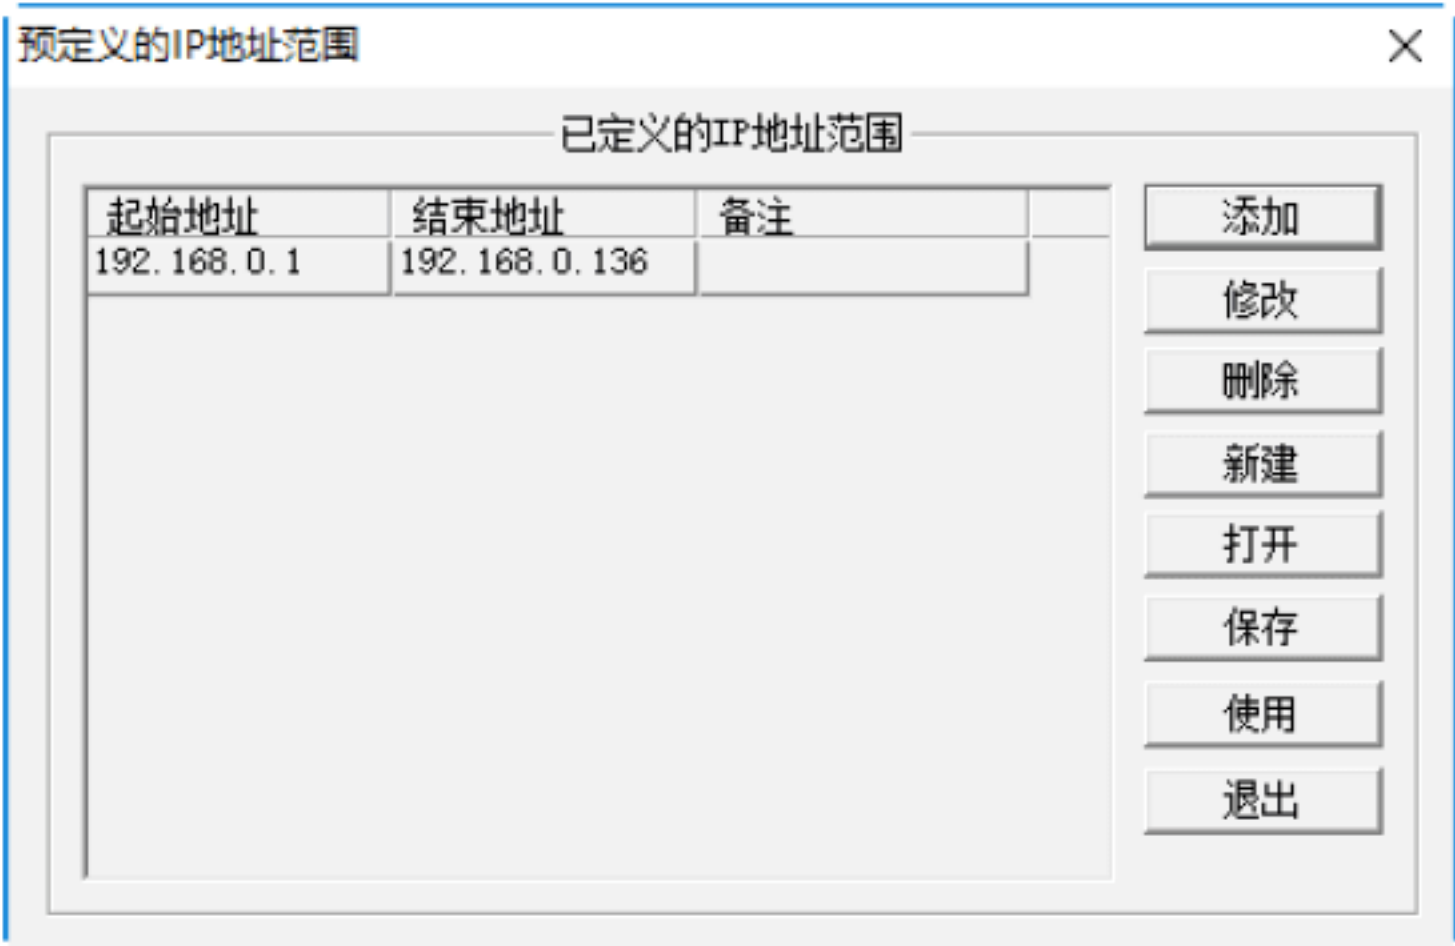 预定义的IP地址范围
已定义的IP地址范围
起始地址 结束地址 备注
192.168.0.1 192.168.0.136
添加
修改
删除
新建
打开
保存
使用
退出